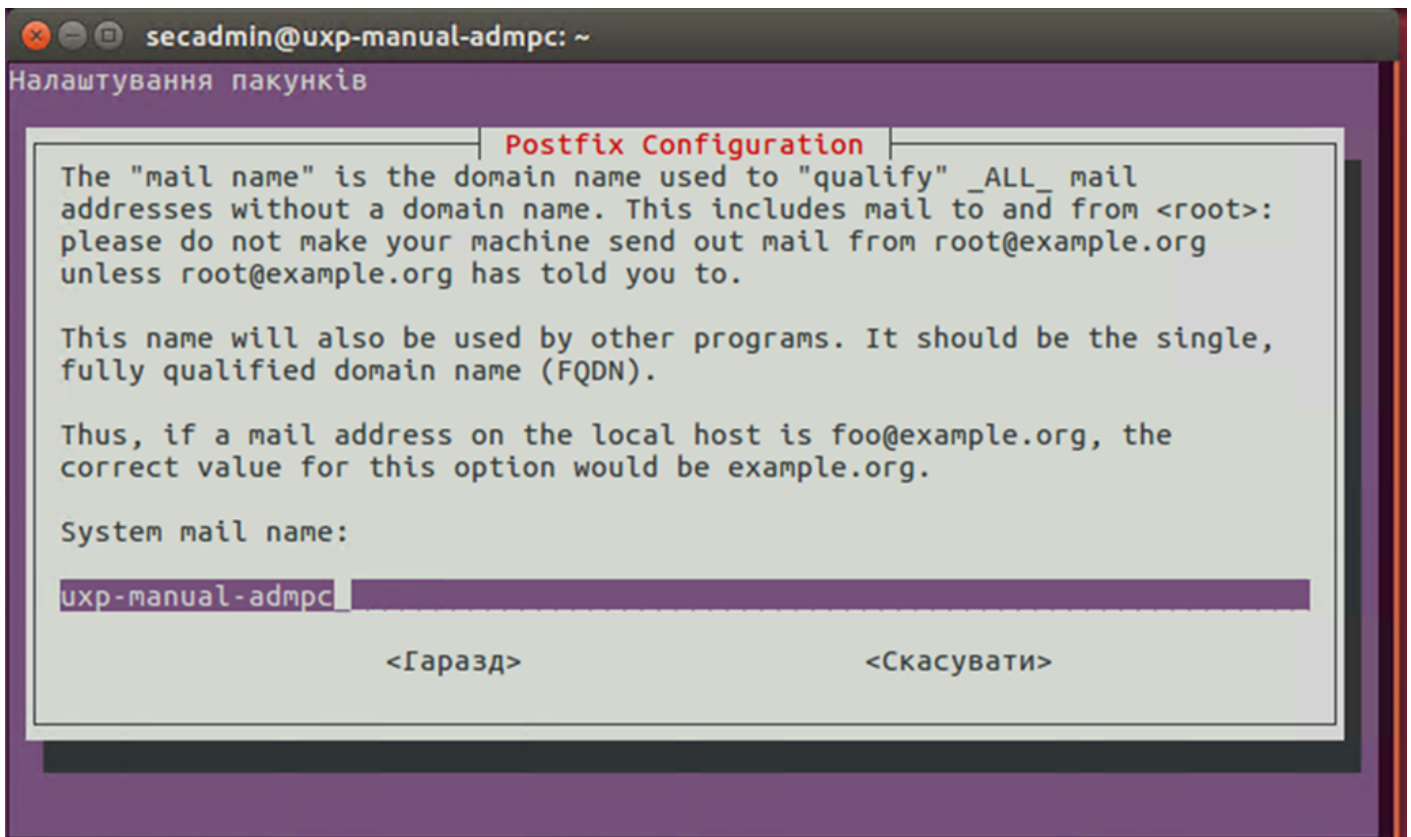 secadmin@uxp-manual-admpc: ~
Налаштування пакунків
Postfix Configuration
The "mail name" is the domain name used to "qualify" _ALL_ mail
addresses without a domain name. This includes mail to and from <root>:
please do not make your machine send out mail from root@example.org
unless root@example.org has told you to.
This name will also be used by other programs. It should be the single,
fully qualified domain name (FQDN).
Thus, if a mail address on the local host is foo@example.org, the
correct value for this option would be example.org.
System mail name:
uxp-manual-admpc
<Гаразд> <Скасувати>